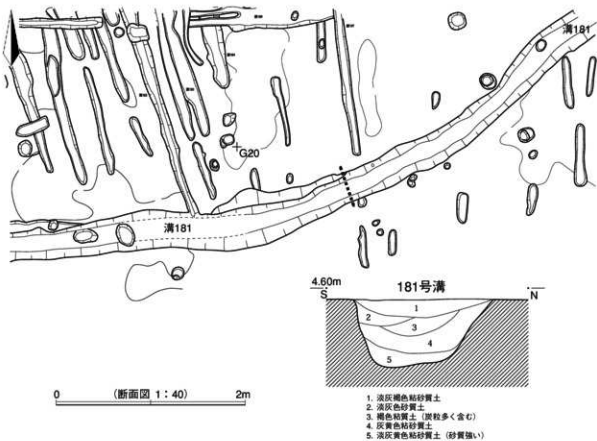 溝181
G20
溝181
4.60m
181号溝
S
N
1
2
3
4
5
0
(断面図 1:40)
2m
1. 淡灰褐色粘砂質土
2. 淡灰色砂質土
3. 褐色粘質土(炭粒多く含む)
4. 灰黄色粘砂質土
5. 淡灰黄色粘砂質土(砂質強い)